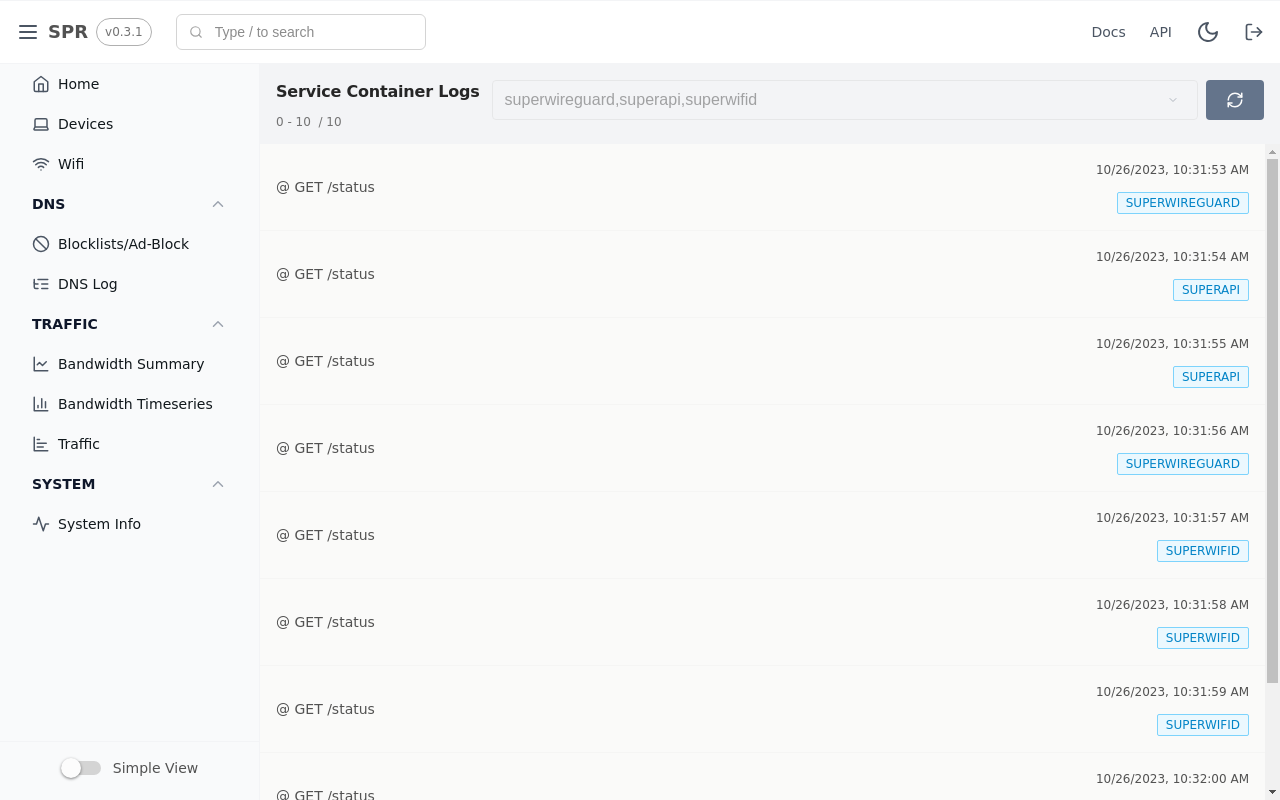 SPR v0.3.1 Type / to search Docs API
Home
Devices
Wifi
DNS
Blocklists/Ad-Block
DNS Log
TRAFFIC
Bandwidth Summary
Bandwidth Timeseries
Traffic
SYSTEM
System Info
Simple View
Service Container Logs superwireguard,superapi,superwifid
0 - 10 / 10
@ GET /status 10/26/2023, 10:31:53 AM
SUPERWIREGUARD
@ GET /status 10/26/2023, 10:31:54 AM
SUPERAPI
@ GET /status 10/26/2023, 10:31:55 AM
SUPERAPI
@ GET /status 10/26/2023, 10:31:56 AM
SUPERWIREGUARD
@ GET /status 10/26/2023, 10:31:57 AM
SUPERWIFID
@ GET /status 10/26/2023, 10:31:58 AM
SUPERWIFID
@ GET /status 10/26/2023, 10:31:59 AM
SUPERWIFID
@ GET /status 10/26/2023, 10:32:00 AM